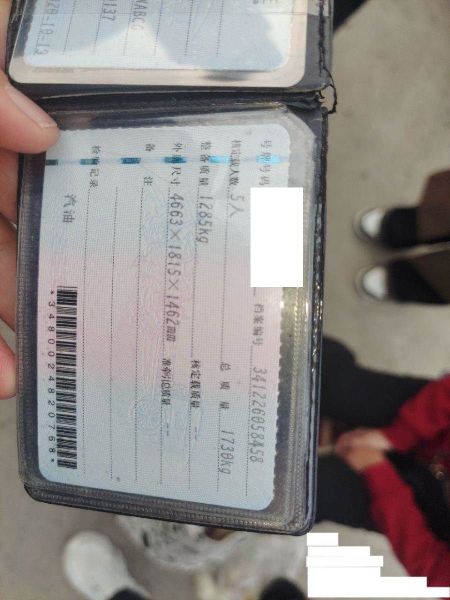 号牌号码 档案编号 341226058458
核定载人数 5人 总质量 1730kg
整备质量 1285kg 核定载质量 --
外廓尺寸 4663×1815×1462mm 准牵引总质量 --
备注
检验记录
汽油
*3480024820768*